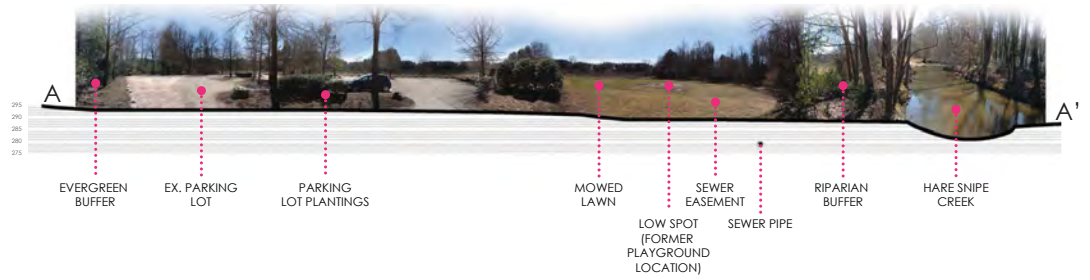 A
A'
295
290
285
280
275
EVERGREEN
BUFFER
EX. PARKING
LOT
PARKING
LOT PLANTINGS
MOWED
LAWN
LOW SPOT
(FORMER
PLAYGROUND
LOCATION)
SEWER
EASEMENT
SEWER PIPE
RIPARIAN
BUFFER
HARE SNIPE
CREEK